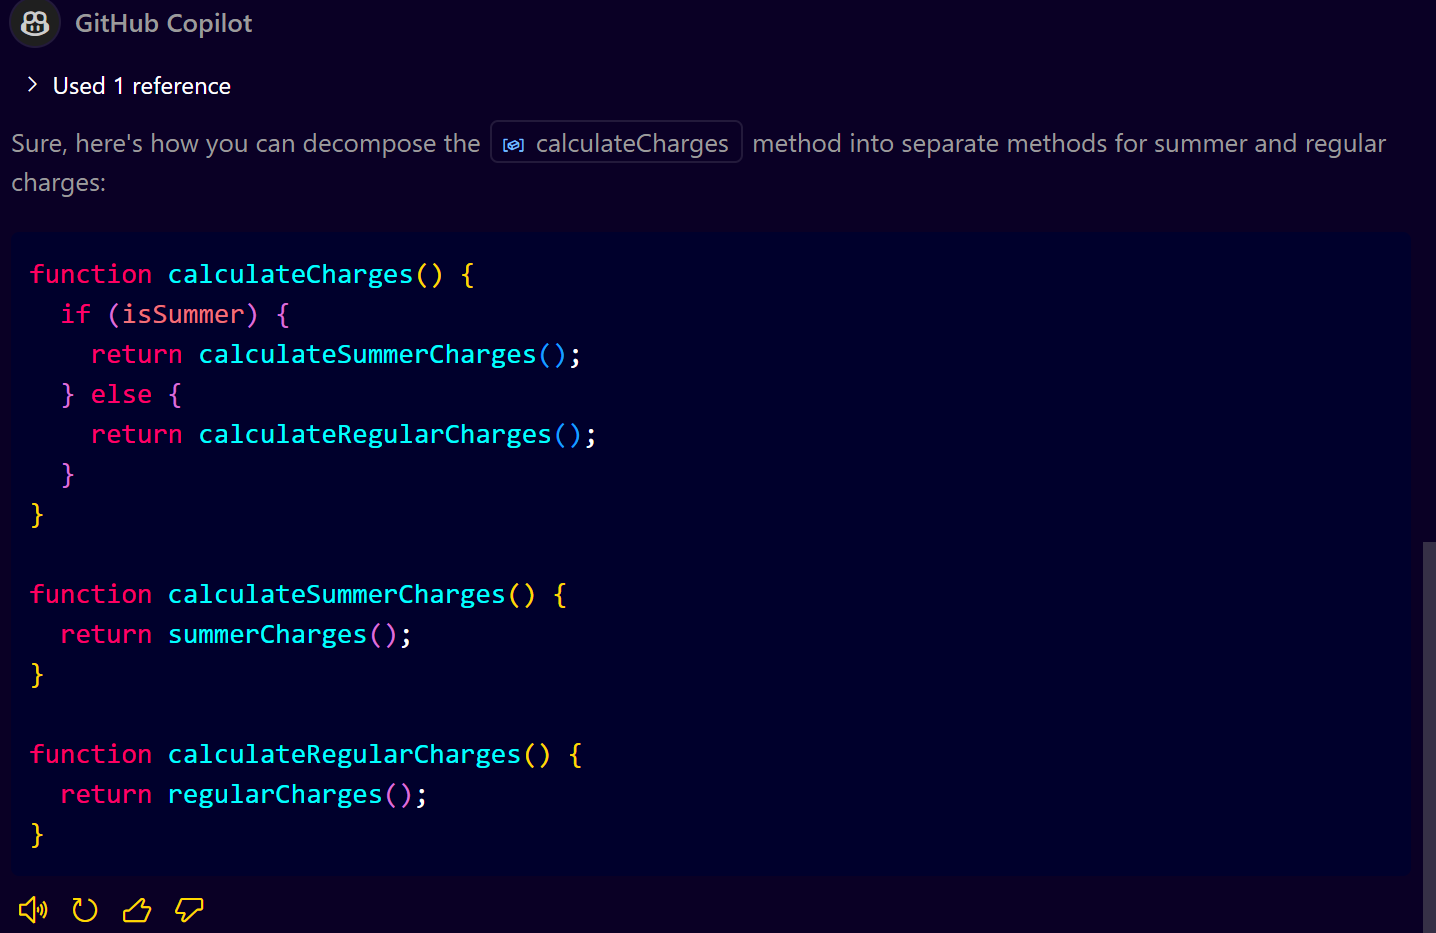 GitHub Copilot
Used 1 reference
Sure, here's how you can decompose the calculateCharges method into separate methods for summer and regular
charges:
function calculateCharges() {
  if (isSummer) {
    return calculateSummerCharges();
  } else {
    return calculateRegularCharges();
  }
}

function calculateSummerCharges() {
  return summerCharges();
}

function calculateRegularCharges() {
  return regularCharges();
}